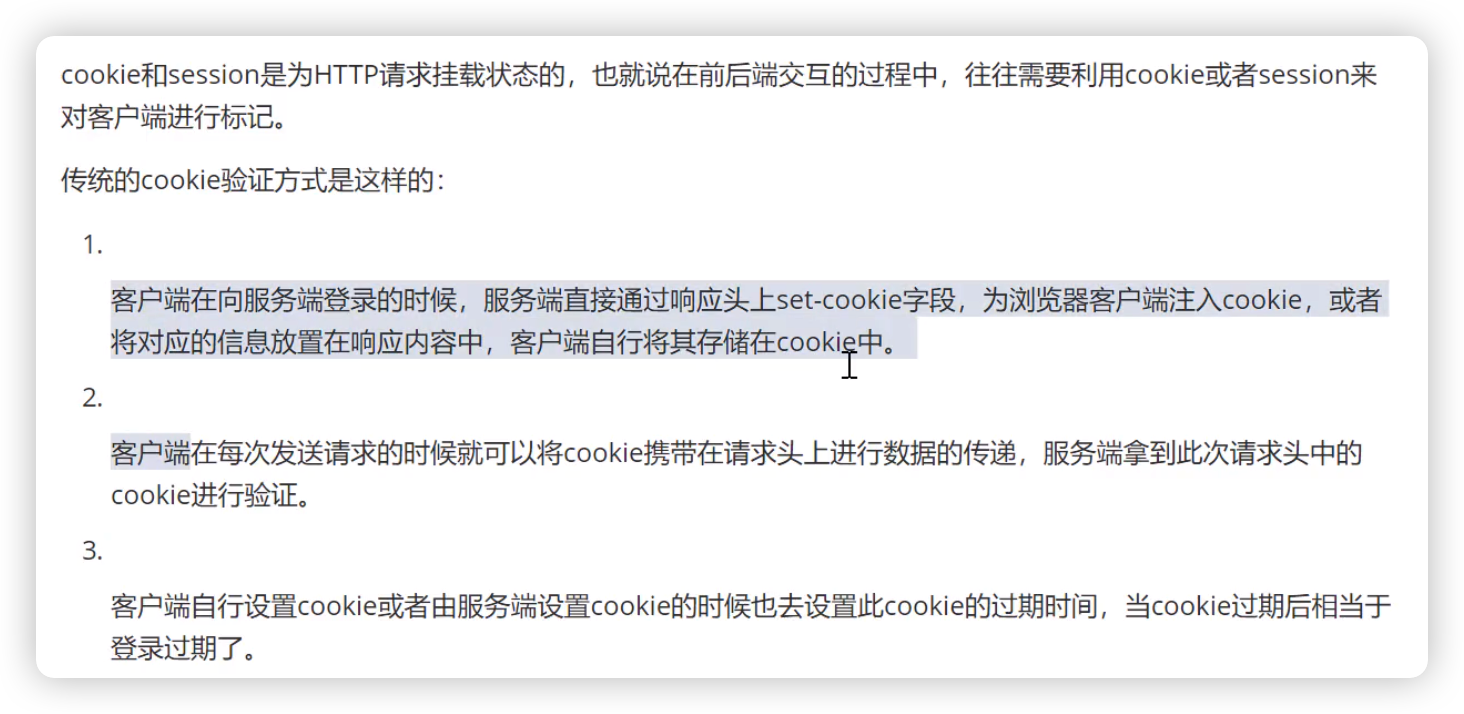 cookie和session是为HTTP请求挂载状态的，也就说在前后端交互的过程中，往往需要利用cookie或者session来
对客户端进行标记。
传统的cookie验证方式是这样的：
1.
客户端在向服务端登录的时候，服务端直接通过响应头上set-cookie字段，为浏览器客户端注入cookie，或者
将对应的信息放置在响应内容中，客户端自行将其存储在cookie中。
2.
客户端在每次发送请求的时候就可以将cookie携带在请求头上进行数据的传递，服务端拿到此次请求头中的
cookie进行验证。
3.
客户端自行设置cookie或者由服务端设置cookie的时候也去设置此cookie的过期时间，当cookie过期后相当于
登录过期了。